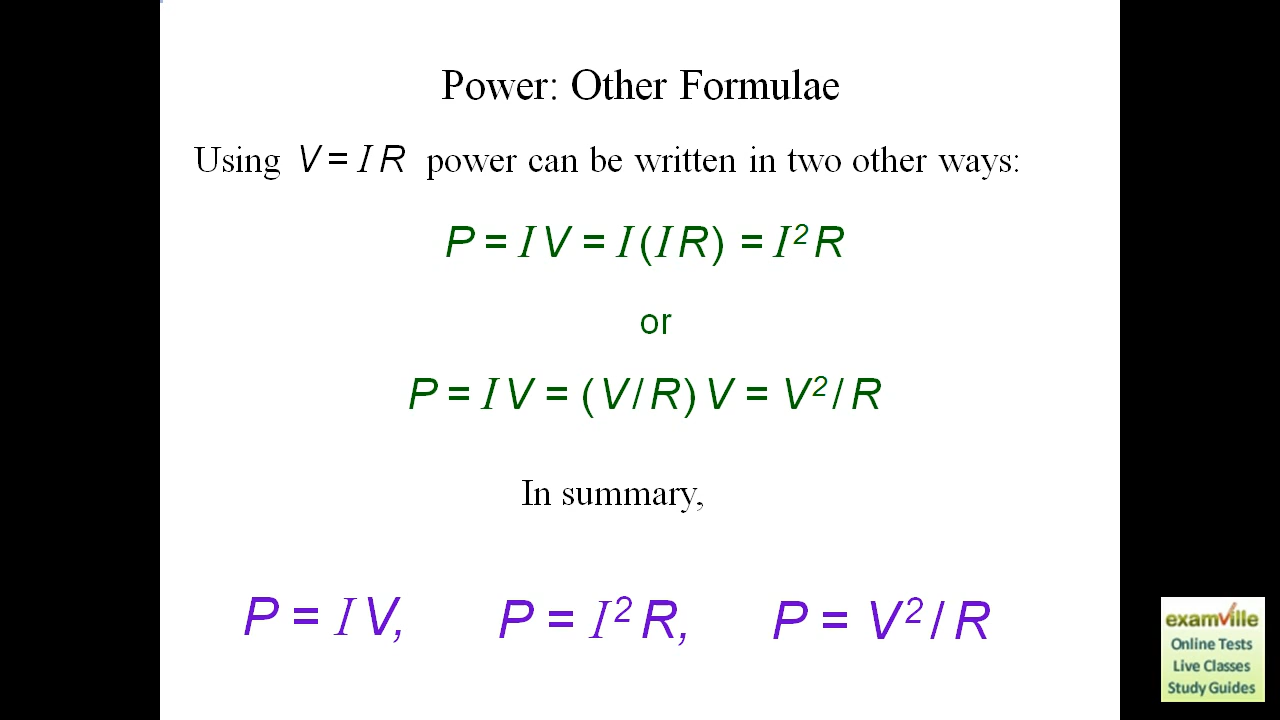 Power: Other Formulae
Using V = I R power can be written in two other ways:
P = I V = I (I R) = I² R
or
P = I V = (V / R) V = V² / R
In summary,
P = I V, P = I² R, P = V² / R
examville
Online Tests
Live Classes
Study Guides